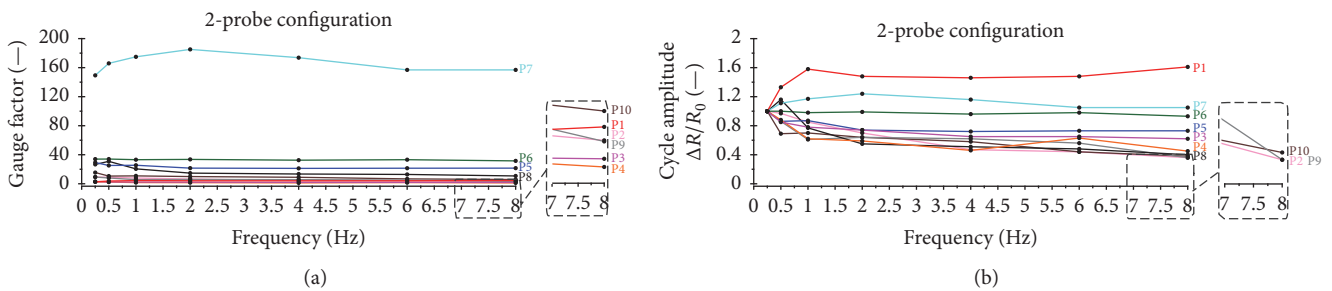 2-probe configuration
Gauge factor (—)
200
160
120
80
40
0
P7
P6
P5
P8
0 0.5 1 1.5 2 2.5 3 3.5 4 4.5 5 5.5 6 6.5 7 7.5 8
Frequency (Hz)
P10
P1
P2
P9
P3
P4
7 7.5 8
(a)
2-probe configuration
Cycle amplitude
ΔR/R0 (—)
2
1.6
1.2
0.8
0.4
0
P1
P7
P6
P5
P3
P4
P8
0 0.5 1 1.5 2 2.5 3 3.5 4 4.5 5 5.5 6 6.5 7 7.5 8
Frequency (Hz)
P10
P2 P9
7 7.5 8
(b)